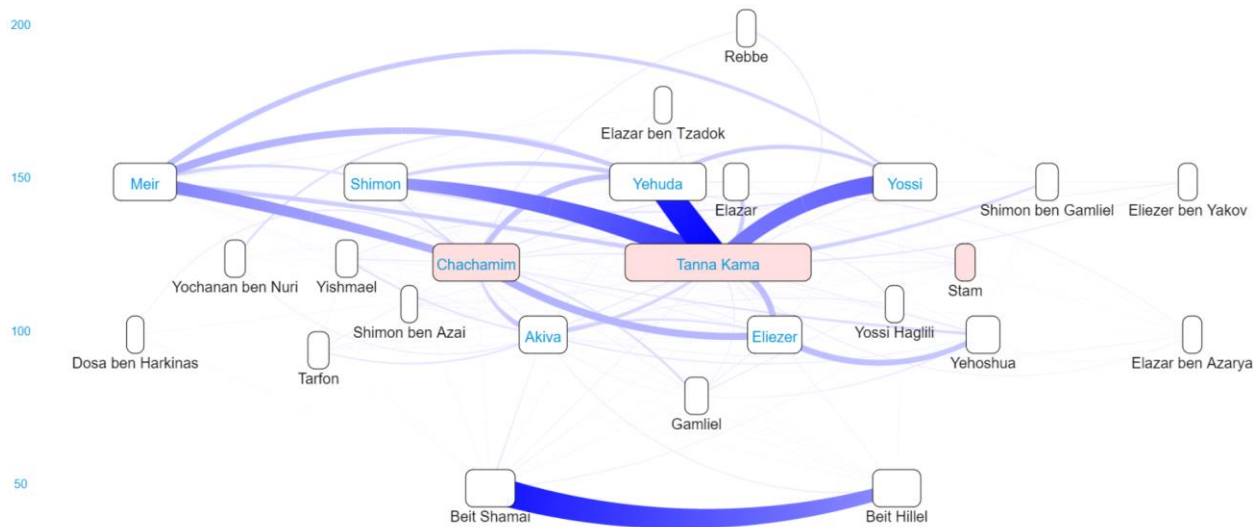 200
Rebbe
Elazar ben Tzadok
150
Meir
Shimon
Yehuda
Elazar
Yossi
Shimon ben Gamliel
Eliezer ben Yakov
Chachamim
Tanna Kama
Yochanan ben Nuri
Yishmael
Stam
Shimon ben Azai
Yossi Haglili
100
Dosa ben Harkinas
Tarfon
Akiva
Eliezer
Yehoshua
Elazar ben Azarya
Gamliel
50
Beit Shamai
Beit Hillel